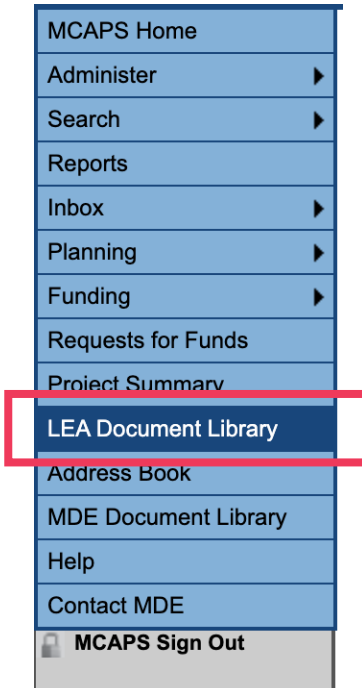 MCAPS Home
Administer
Search
Reports
Inbox
Planning
Funding
Requests for Funds
Project Summary
LEA Document Library
Address Book
MDE Document Library
Help
Contact MDE
MCAPS Sign Out